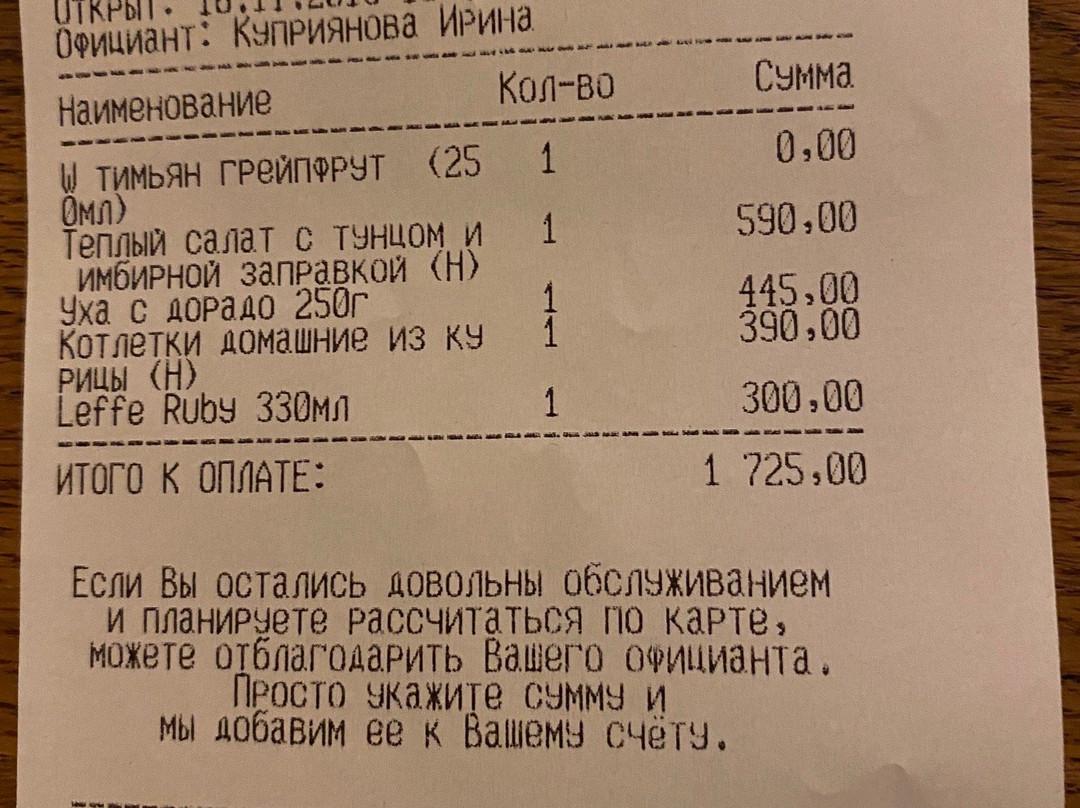 Официант: Куприянова Ирина
Наименование Кол-во Сумма
W тимьян грейпфрут (25 1 0,00
0мл)
Теплый салат с тунцом и 1 590,00
имбирной заправкой (Н)
Уха с дорадо 250г 1 445,00
Котлетки домашние из ку 1 390,00
рицы (Н)
Leffe Ruby 330мл 1 300,00
ИТОГО К ОПЛАТЕ: 1 725,00
Если Вы остались довольны обслуживанием
и планируете рассчитаться по карте,
можете отблагодарить Вашего официанта.
Просто укажите сумму и
мы добавим ее к Вашему счёту.